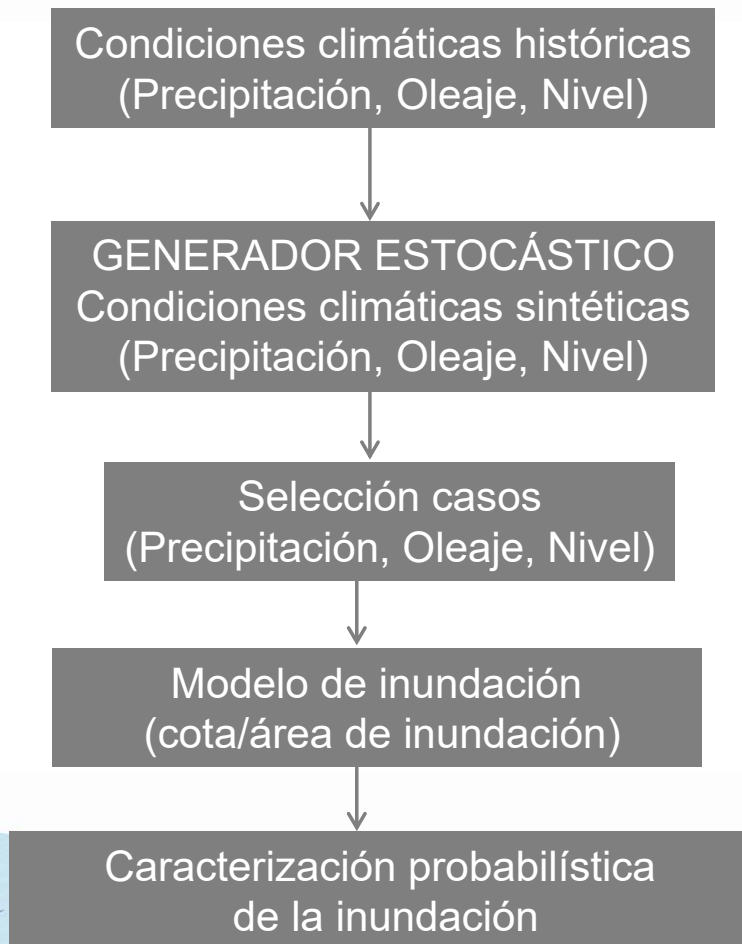 Condiciones climáticas históricas
(Precipitación, Oleaje, Nivel)
GENERADOR ESTOCÁSTICO
Condiciones climáticas sintéticas
(Precipitación, Oleaje, Nivel)
Selección casos
(Precipitación, Oleaje, Nivel)
Modelo de inundación
(cota/área de inundación)
Caracterización probabilística
de la inundación